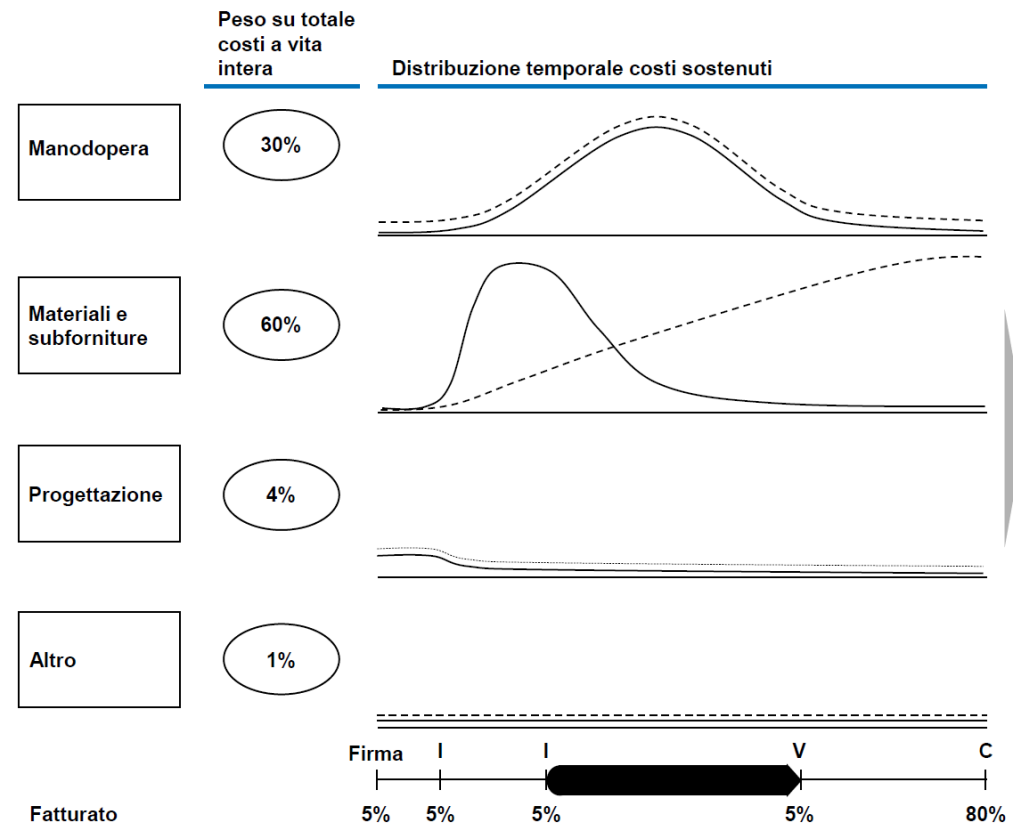 Peso su totale
costi a vita
intera
Distribuzione temporale costi sostenuti
Manodopera
30%
Materiali e
subforniture
60%
Progettazione
4%
Altro
1%
Firma I I V C
Fatturato 5% 5% 5% 5% 80%